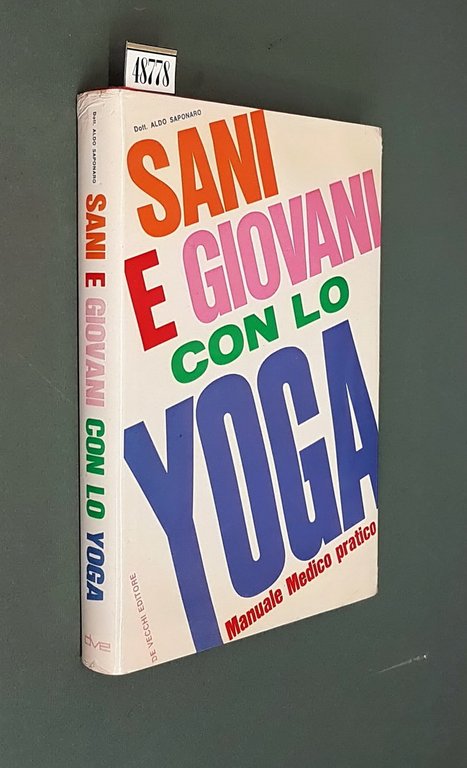 48778
Dott. ALDO SAPONARO
SANI
E GIOVANI
CON LO
YOGA
Manuale Medico pratico
DE VECCHI EDITORE
Dott. ALDO SAPONARO
SANI E GIOVANI CON LO YOGA
dve